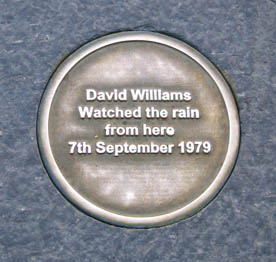 David Williams
Watched the rain
from here
7th September 1979